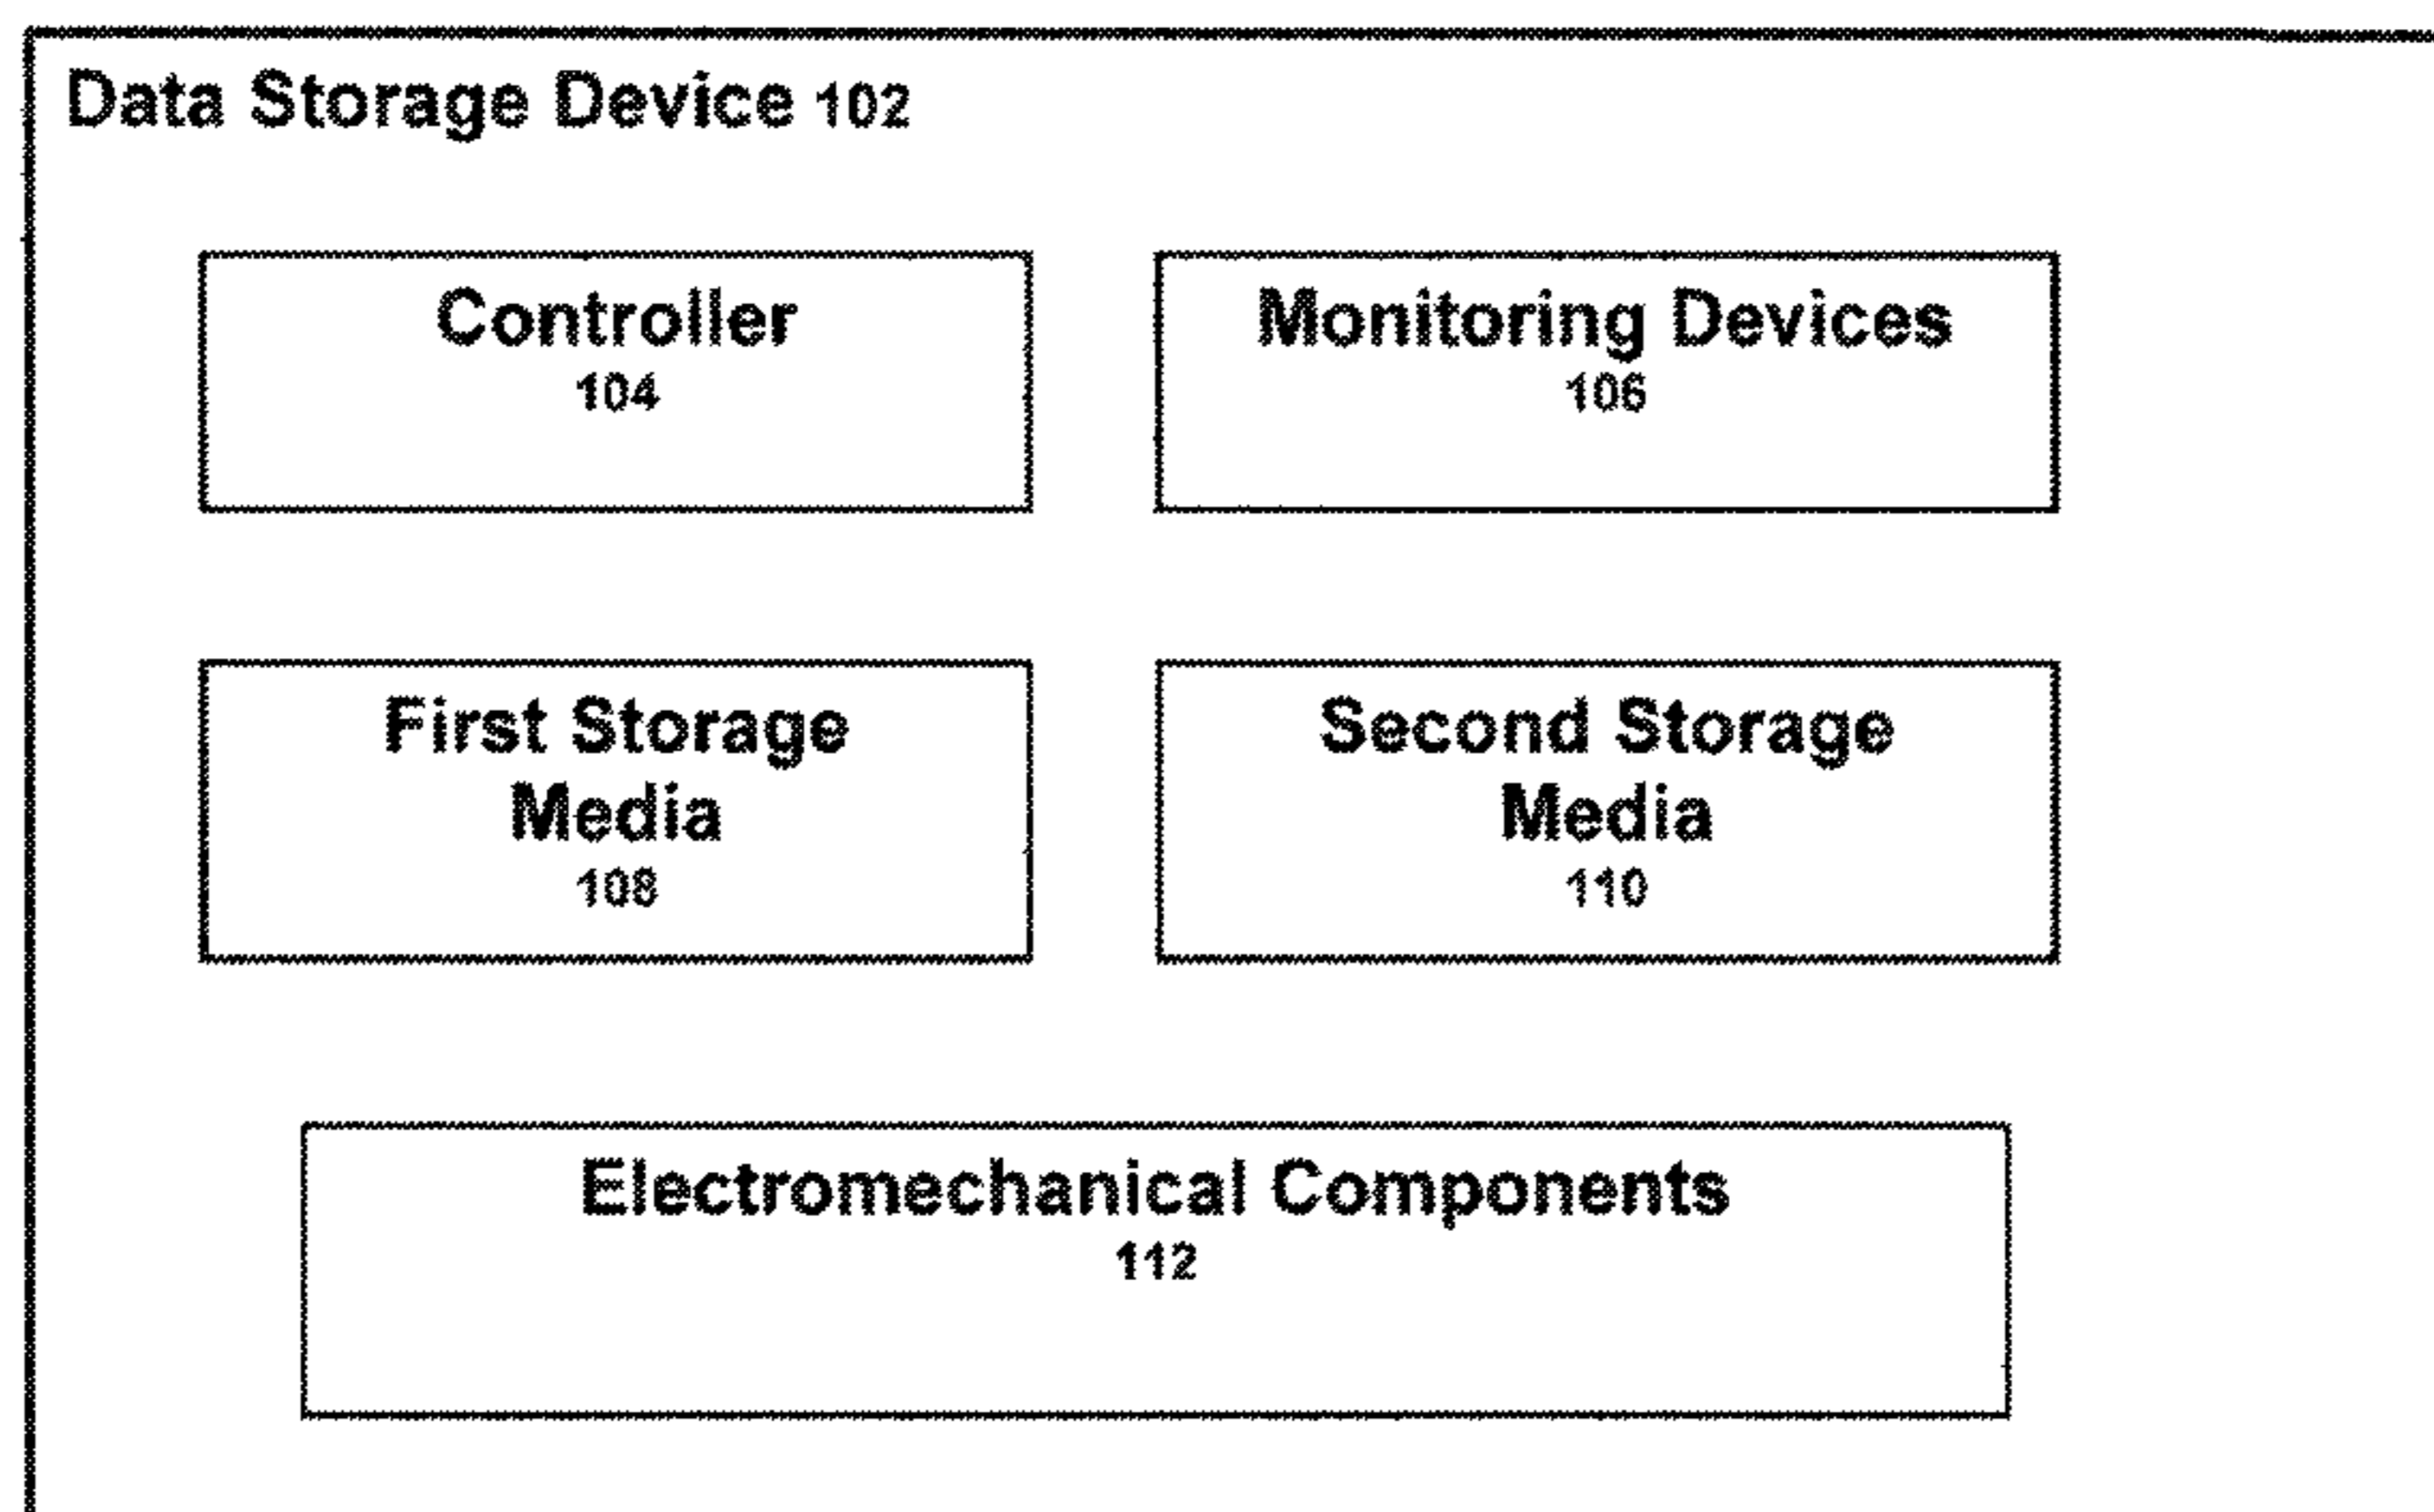 Data Storage Device 102
Controller
104
Monitoring Devices
106
First Storage
Media
108
Second Storage
Media
110
Electromechanical Components
112